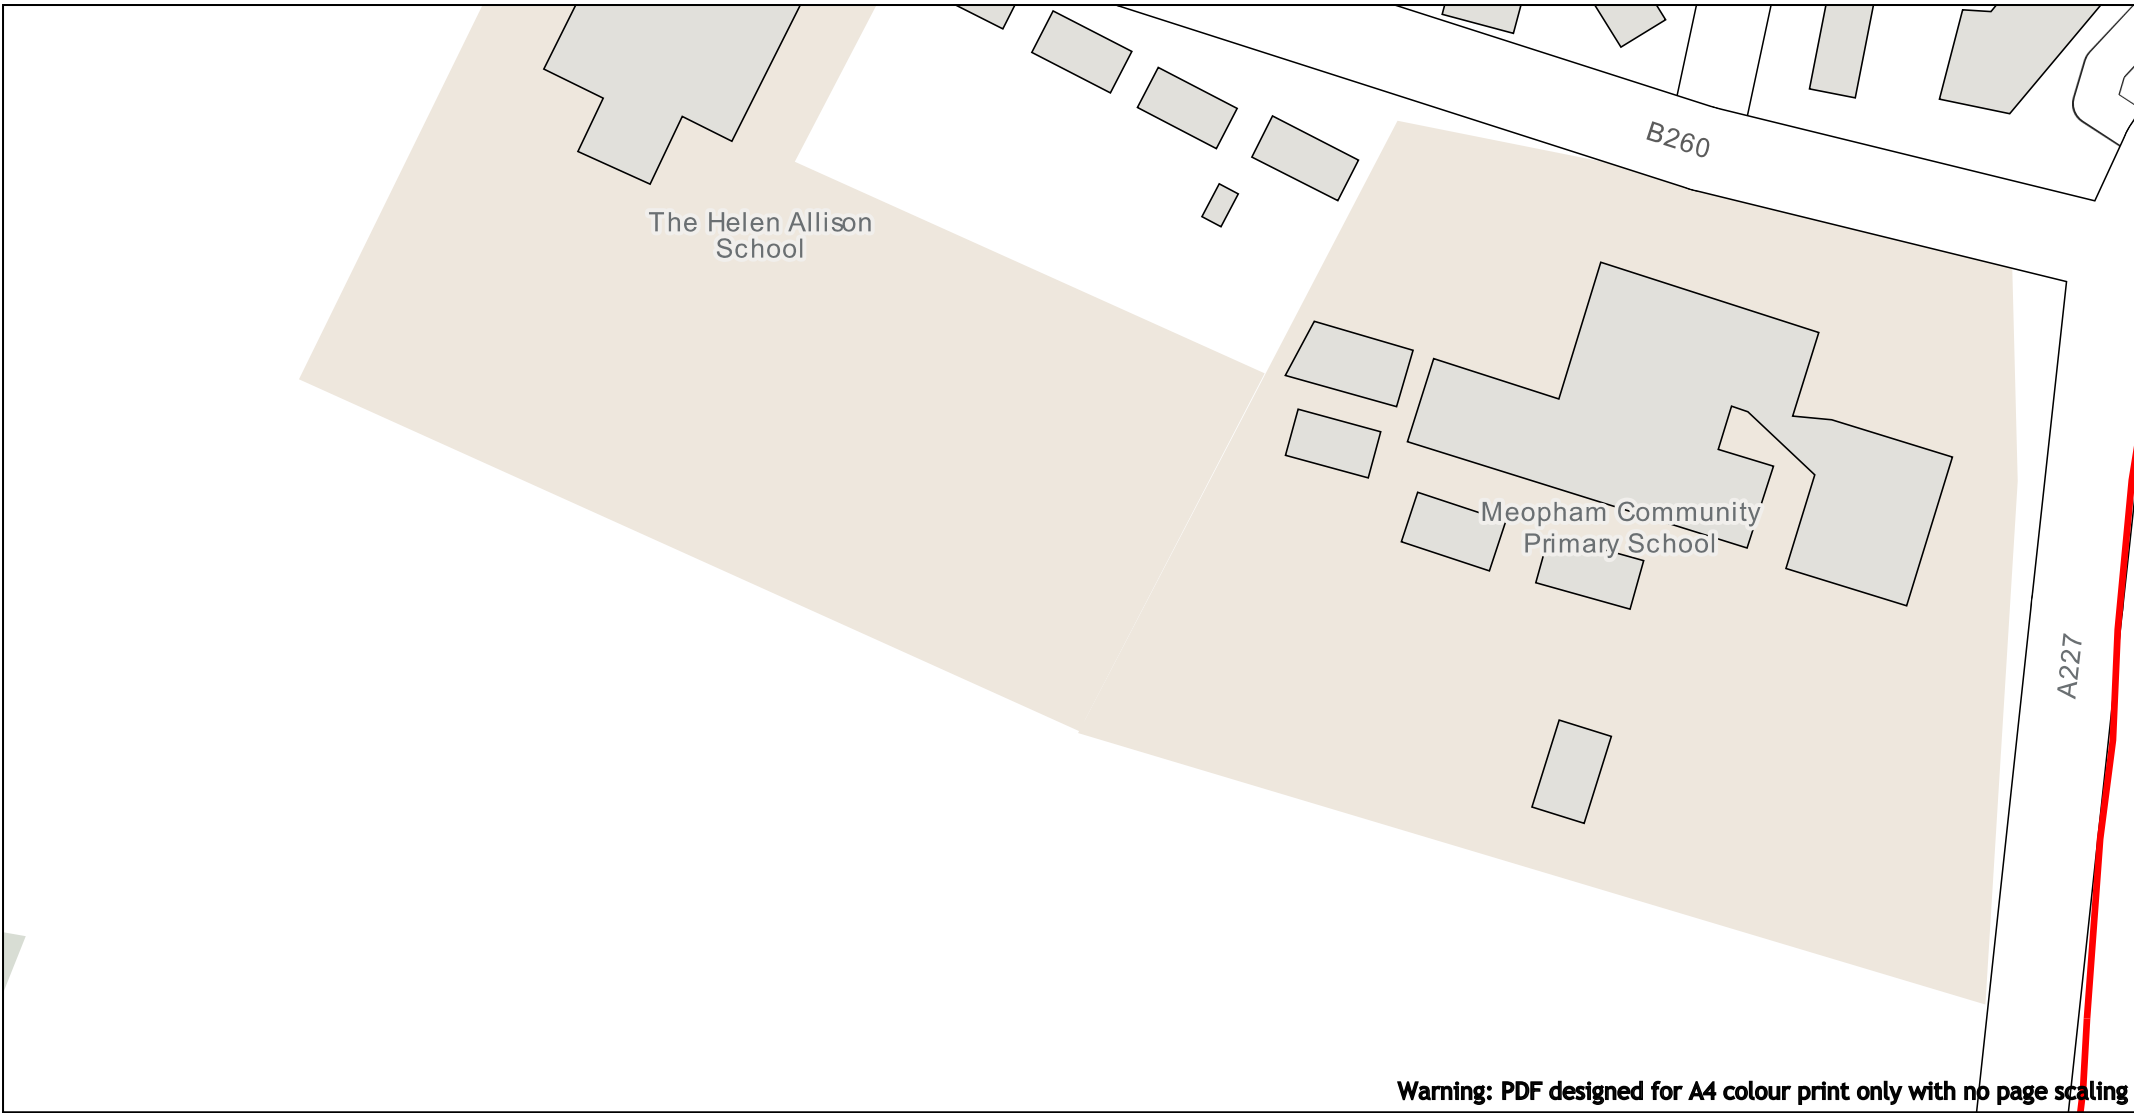 B260
The Helen Allison
School
Meopham Community
Primary School
A227
Warning: PDF designed for A4 colour print only with no page scaling